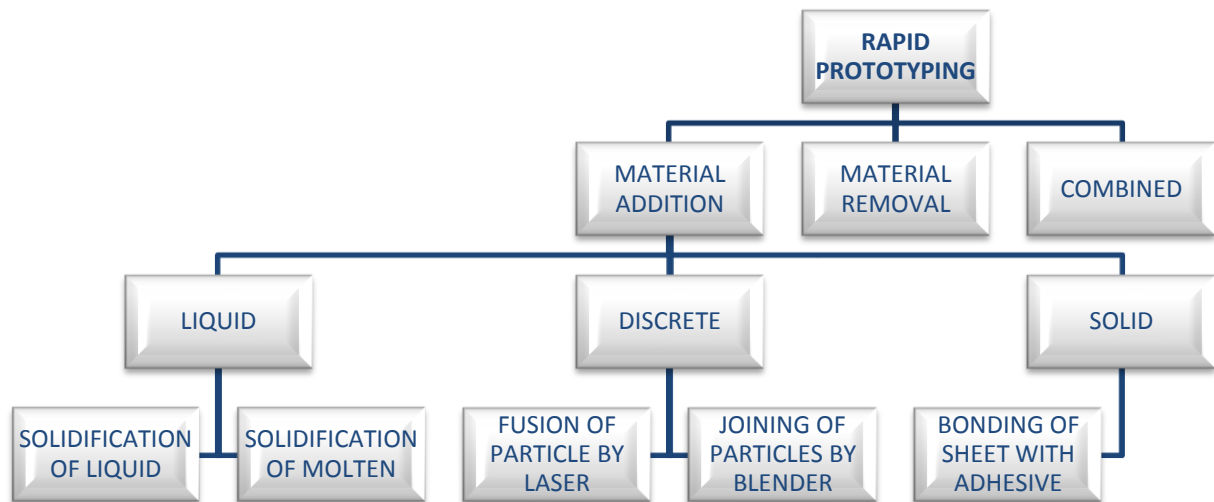 RAPID
PROTOTYPING
MATERIAL
ADDITION
MATERIAL
REMOVAL
COMBINED
LIQUID
DISCRETE
SOLID
SOLIDIFICATION
OF LIQUID
SOLIDIFICATION
OF MOLTEN
FUSION OF
PARTICLE BY
LASER
JOINING OF
PARTICLES BY
BLENDER
BONDING OF
SHEET WITH
ADHESIVE